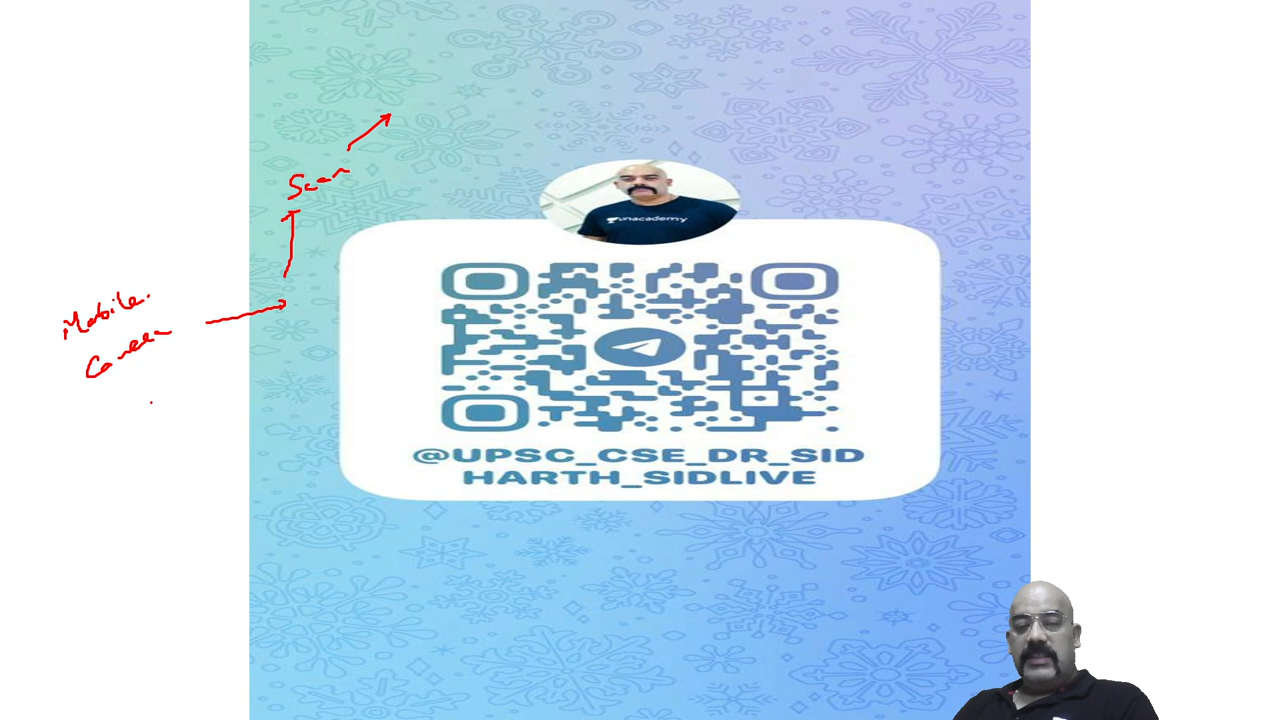 Scan
unacademy
Mobile.
Camera
@UPSC_CSE_DR_SID
HARTH_SIDLIVE